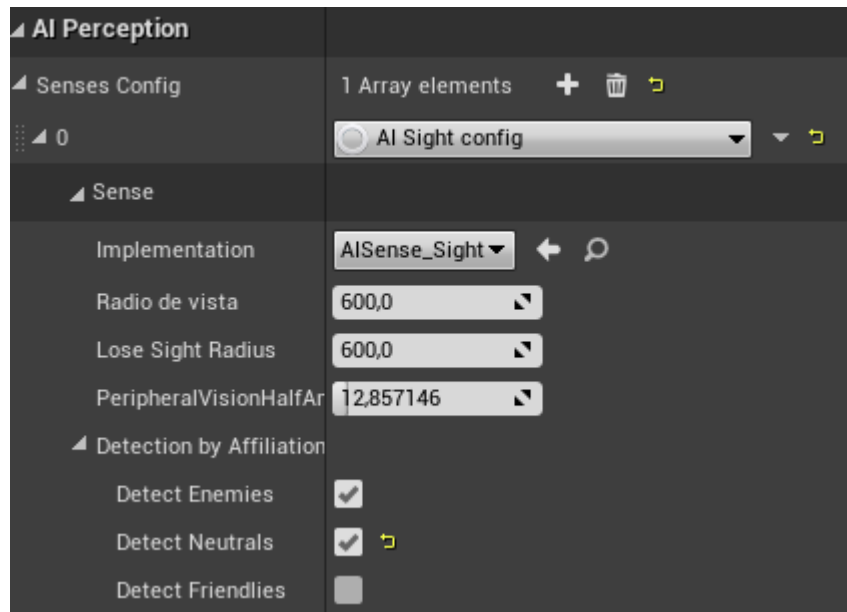 AI Perception
Senses Config 1 Array elements
0 AI Sight config
Sense
Implementation AISense_Sight
Radio de vista 600,0
Lose Sight Radius 600,0
PeripheralVisionHalfAr 12,857146
Detection by Affiliation
Detect Enemies
Detect Neutrals
Detect Friendlies